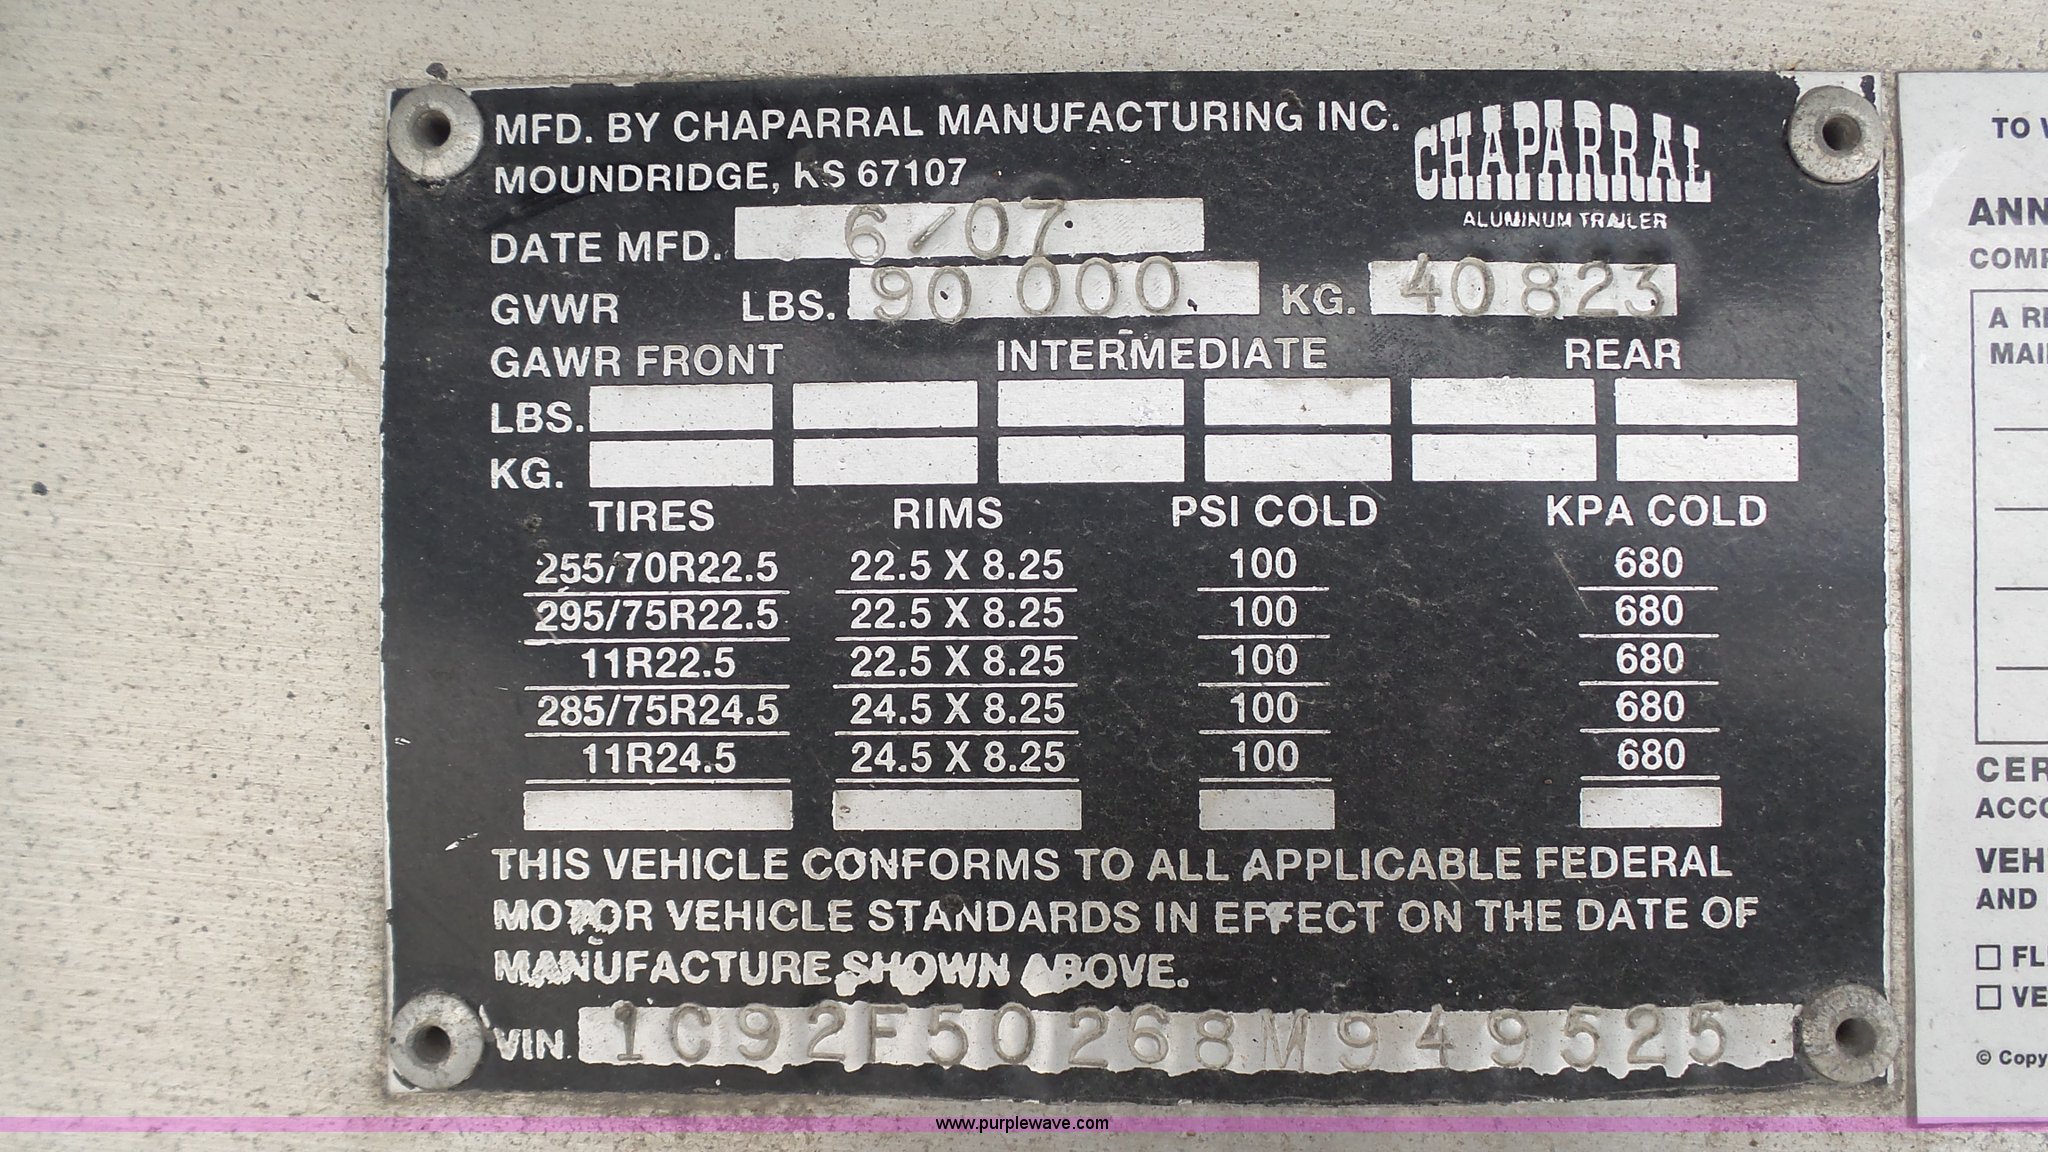 MFD. BY CHAPARRAL MANUFACTURING INC.
MOUNDRIDGE, KS 67107
CHAPARRAL
ALUMINUM TRAILER
DATE MFD. 6/07
GVWR LBS. 90 000 KG. 40823
GAWR FRONT INTERMEDIATE REAR
LBS.
KG.
TIRES RIMS PSI COLD KPA COLD
255/70R22.5 22.5 X 8.25 100 680
295/75R22.5 22.5 X 8.25 100 680
11R22.5 22.5 X 8.25 100 680
285/75R24.5 24.5 X 8.25 100 680
11R24.5 24.5 X 8.25 100 680
THIS VEHICLE CONFORMS TO ALL APPLICABLE FEDERAL
MOTOR VEHICLE STANDARDS IN EFFECT ON THE DATE OF
MANUFACTURE SHOWN ABOVE.
VIN. 1C92F50268M949525
TO
A
AND
©
www.purplewave.com